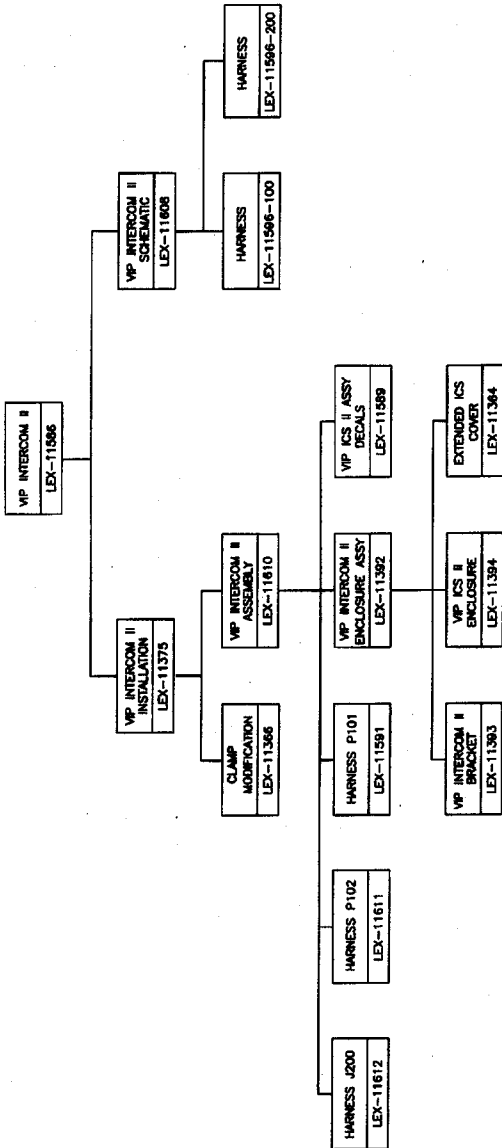 VIP INTERCOM II
LEX-11586
VIP INTERCOM II
INSTALLATION
LEX-11375
VIP INTERCOM II
SCHEMATIC
LEX-11608
CLAMP
MODIFICATION
LEX-11366
VIP INTERCOM II
ASSEMBLY
LEX-11610
HARNESS
LEX-11596-100
HARNESS
LEX-11596-200
HARNESS J200
LEX-11612
HARNESS P102
LEX-11611
HARNESS P101
LEX-11591
VIP INTERCOM II
ENCLOSURE ASSY
LEX-11392
VIP ICS II ASSY
DECALS
LEX-11589
VIP INTERCOM II
BRACKET
LEX-11393
VIP ICS II
ENCLOSURE
LEX-11394
EXTENDED ICS
COVER
LEX-11364